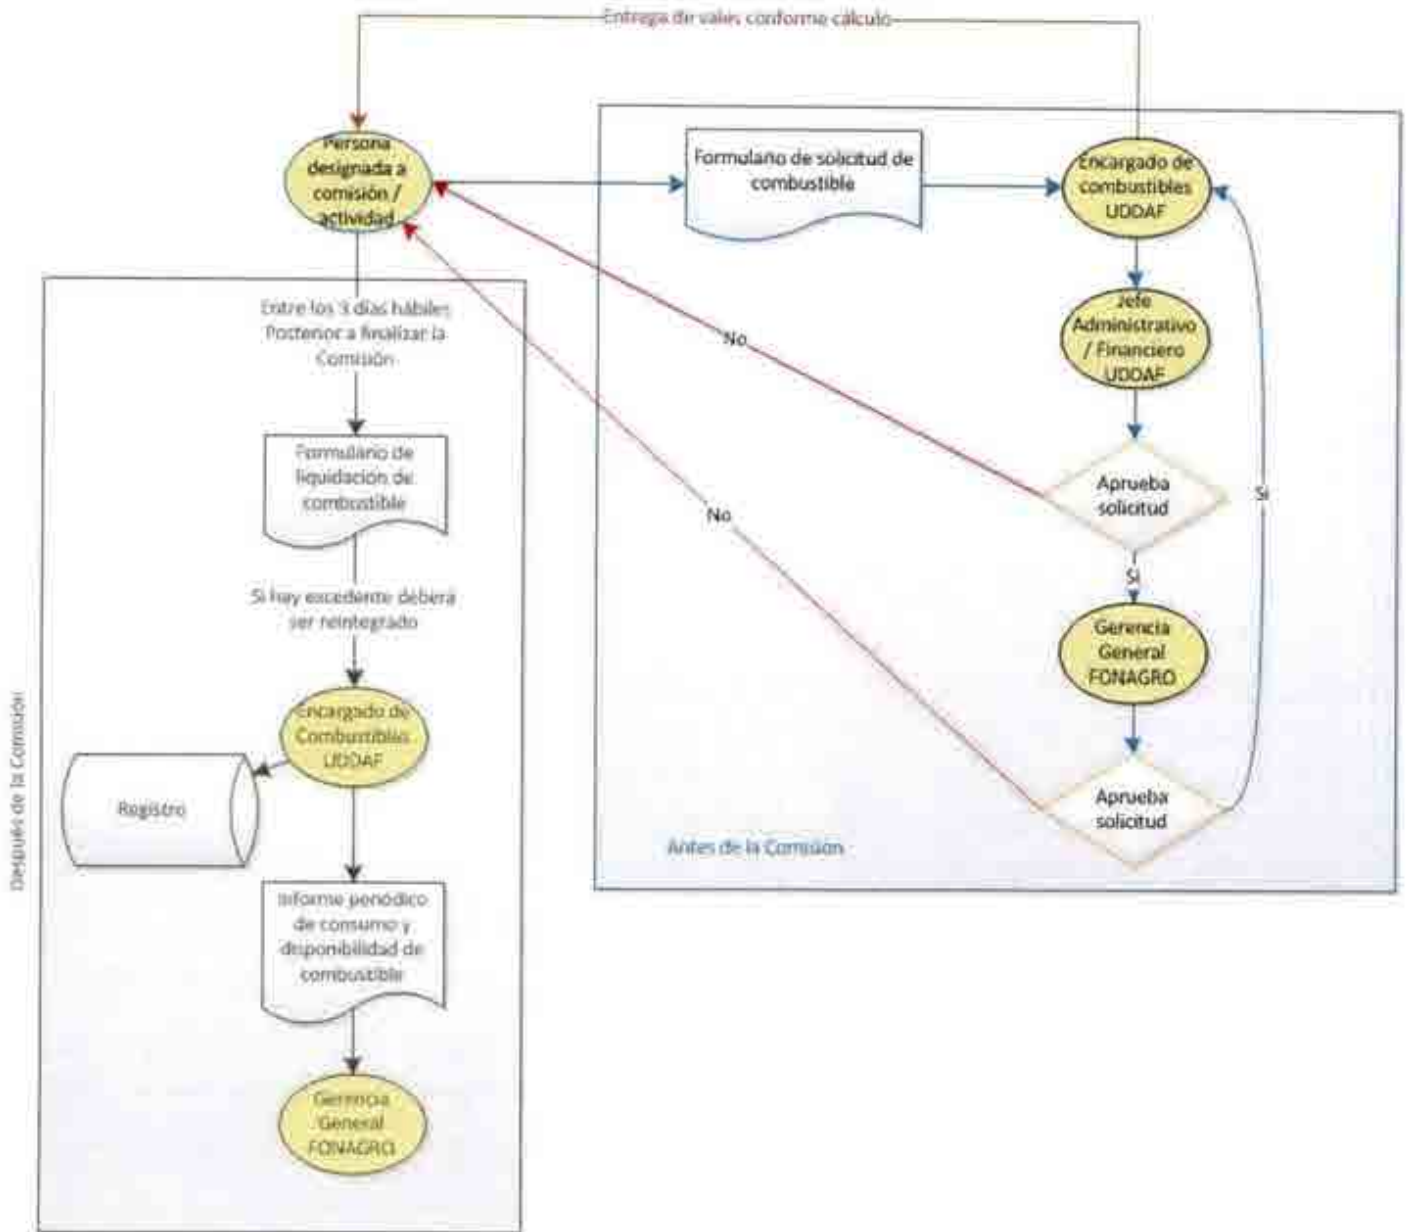 Entrega de vales conforme cálculo
Persona
designada a
comisión /
actividad
Formulario de solicitud de
combustible
Encargado de
combustibles
UDDAF
Jefe
Administrativo
/ Financiero
UDDAF
No
Aprueba
solicitud
Si
Si
No
Gerencia
General
FONAGRO
Aprueba
solicitud
Antes de la Comisión
Entre los 3 días hábiles
Posterior a finalizar la
Comisión
Formulario de
liquidación de
combustible
Si hay excedente deberá
ser reintegrado
Encargado de
Combustibles
UDDAF
Registro
Informe periódico
de consumo y
disponibilidad de
combustible
Gerencia
General
FONAGRO
Después de la Comisión